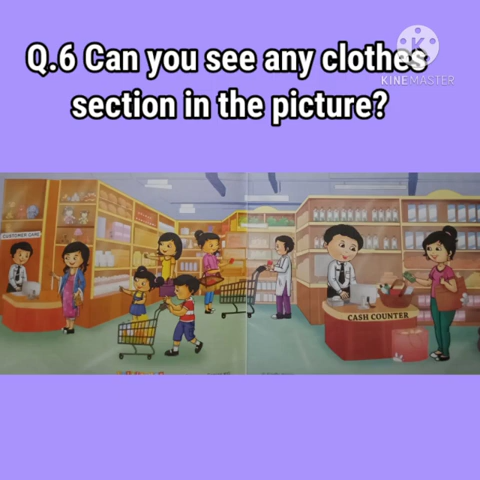 Q.6 Can you see any clothes
section in the picture?
KINEMASTER
CUSTOMER CARE
CASH COUNTER